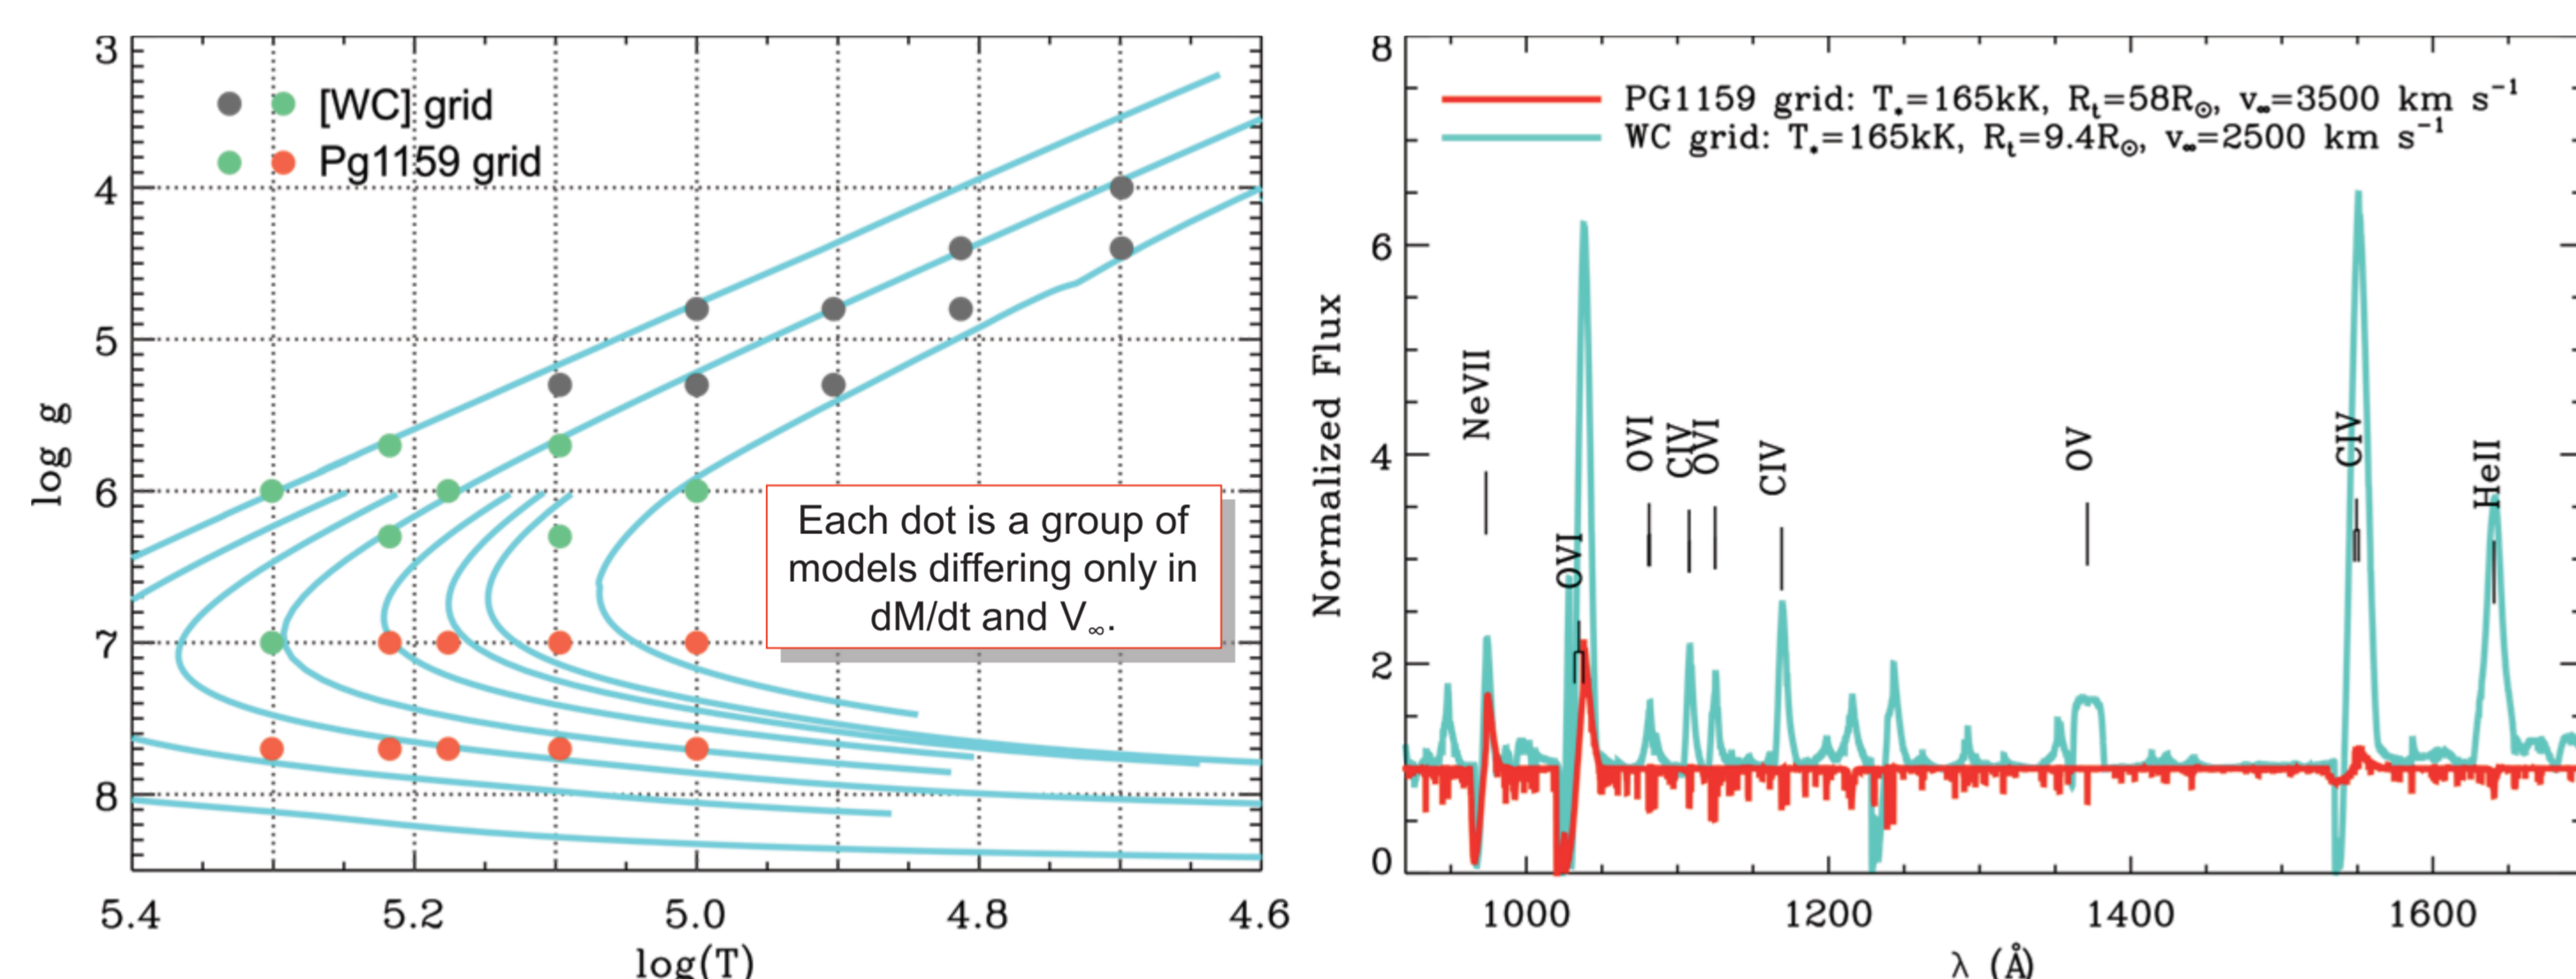 [WC] grid
Pg1159 grid
Each dot is a group of
models differing only in
dM/dt and V∞.
3
4
5
6
7
8
log g
5.4 5.2 5.0 4.8 4.6
log(T)
PG1159 grid: T*=165kK, Rt=58R⊙, v∞=3500 km s⁻¹
WC grid: T*=165kK, Rt=9.4R⊙, v∞=2500 km s⁻¹
8
6
4
2
0
Normalized Flux
NeVII
OVI
OVI
CIV
OVI
CIV
OV
CIV
HeII
1000 1200 1400 1600
λ (Å)